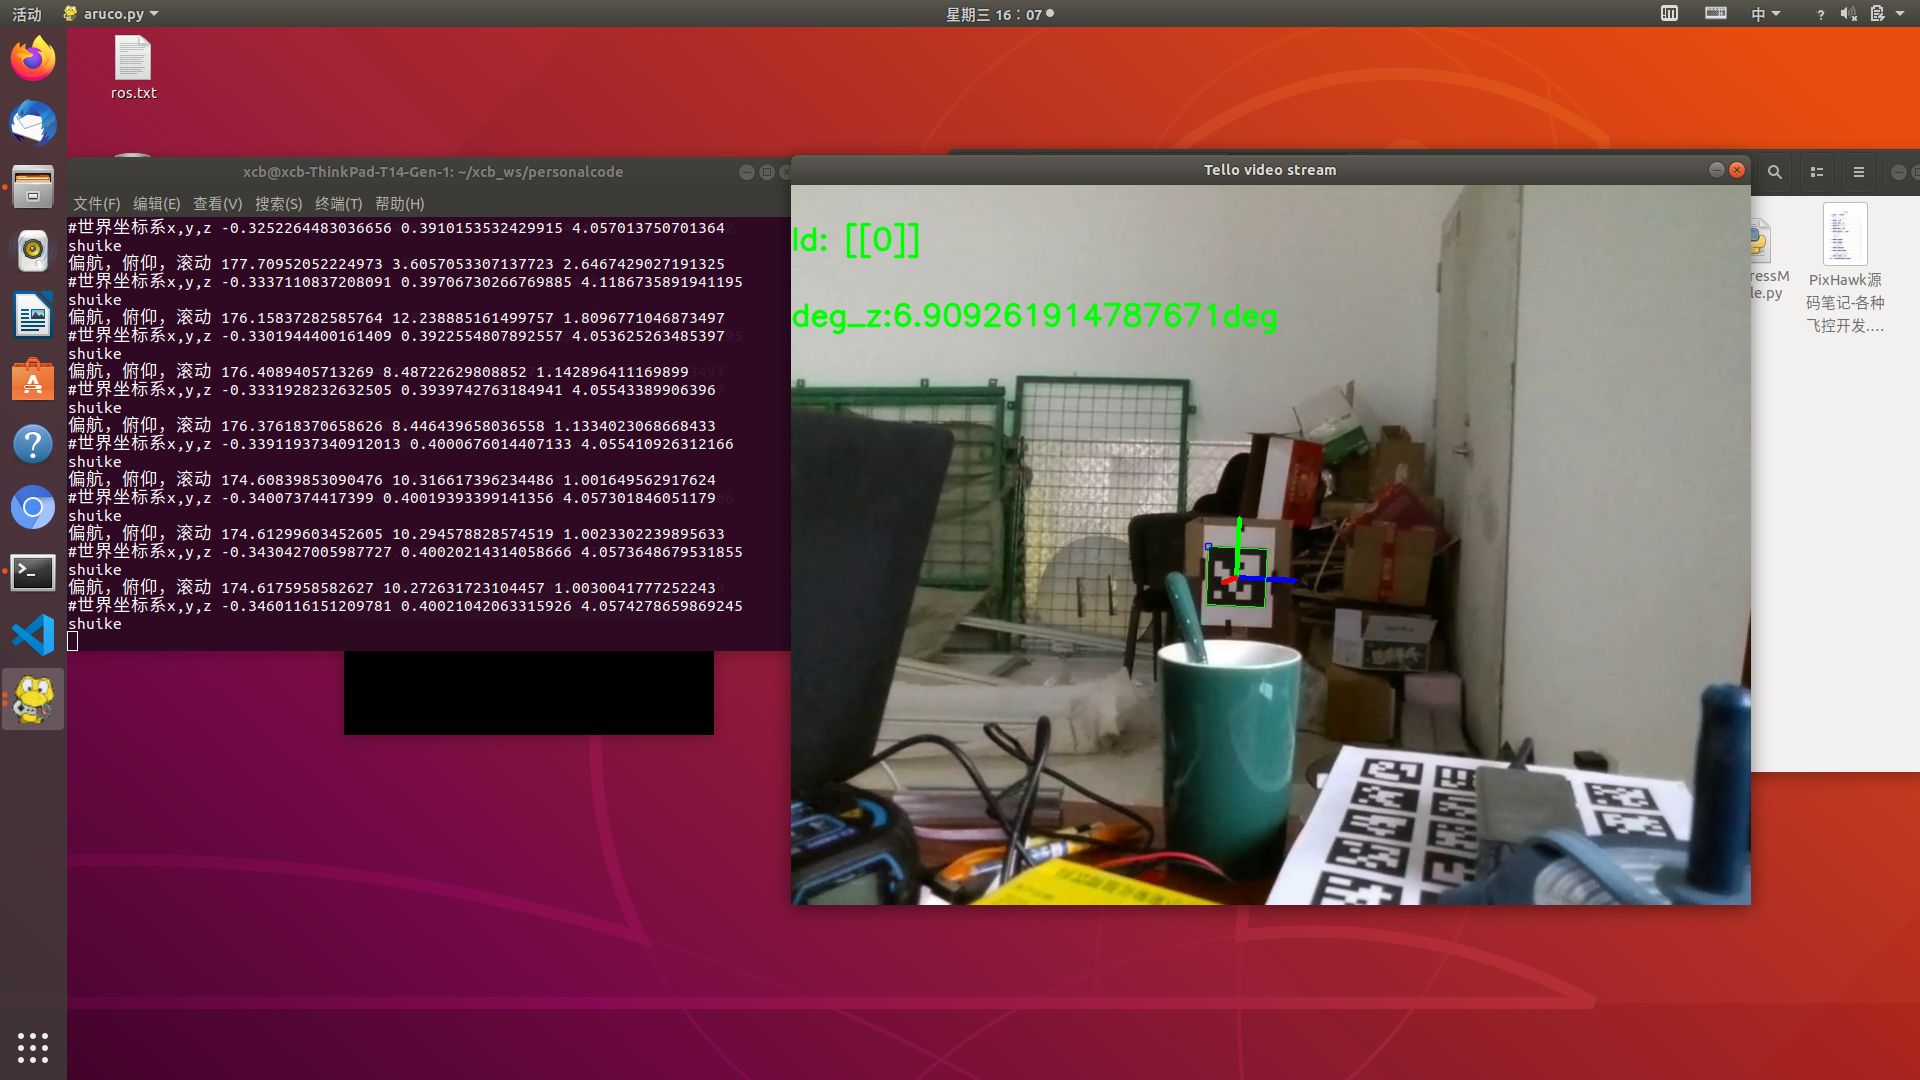 活动
aruco.py
星期三 16：07
中
?
ros.txt
xcb@xcb-ThinkPad-T14-Gen-1: ~/xcb_ws/personalcode
文件(F) 编辑(E) 查看(V) 搜索(S) 终端(T) 帮助(H)
#世界坐标系x,y,z -0.3252264483036656 0.3910153532429915 4.057013750701364
shuike
偏航，俯仰，滚动 177.70952052224973 3.6057053307137723 2.6467429027191325
#世界坐标系x,y,z -0.3337110837208091 0.39706730266769885 4.1186735891941195
shuike
偏航，俯仰，滚动 176.15837282585764 12.238885161499757 1.8096771046873497
#世界坐标系x,y,z -0.3301944400161409 0.3922554807892557 4.053625263485397
shuike
偏航，俯仰，滚动 176.4089405713269 8.48722629808852 1.142896411169899
#世界坐标系x,y,z -0.3331928232632505 0.3939742763184941 4.055433899063967
shuike
偏航，俯仰，滚动 176.37618370658626 8.446439658036558 1.1334023068668433
#世界坐标系x,y,z -0.33911937340912013 0.4000676014407133 4.055410926312166
shuike
偏航，俯仰，滚动 174.60839853090476 10.316617396234486 1.001649562917624
#世界坐标系x,y,z -0.34007374417399 0.400193933991413​56 4.057301846051179
shuike
偏航，俯仰，滚动 174.61299603452605 10.294578828574519 1.0023302239895633
#世界坐标系x,y,z -0.3430427005987727 0.40020214314058666 4.0573648679531855
shuike
偏航，俯仰，滚动 174.6175958582627 10.272631723104457 1.0030041777252243
#世界坐标系x,y,z -0.3460116151209781 0.40021042063315926 4.0574278659869245
shuike
Tello video stream
Id: [[0]]
deg_z:6.909261914787671deg
ressM
le.py
PixHawk源
码笔记-各种
飞控开发....